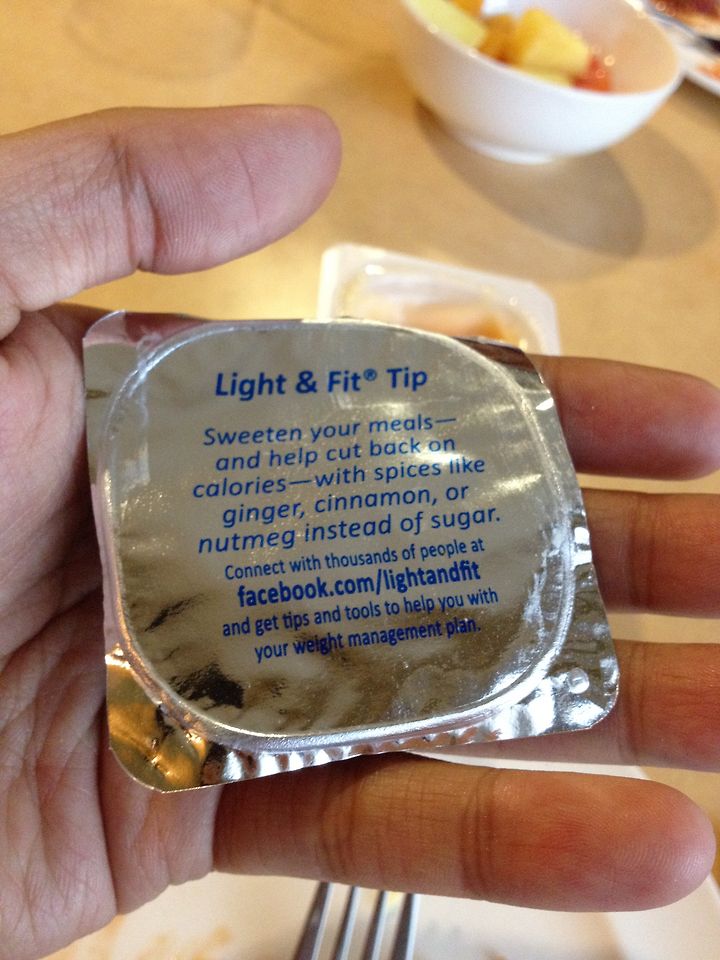 Light & Fit® Tip
Sweeten your meals—
and help cut back on
calories—with spices like
ginger, cinnamon, or
nutmeg instead of sugar.
Connect with thousands of people at
facebook.com/lightandfit
and get tips and tools to help you with
your weight management plan.